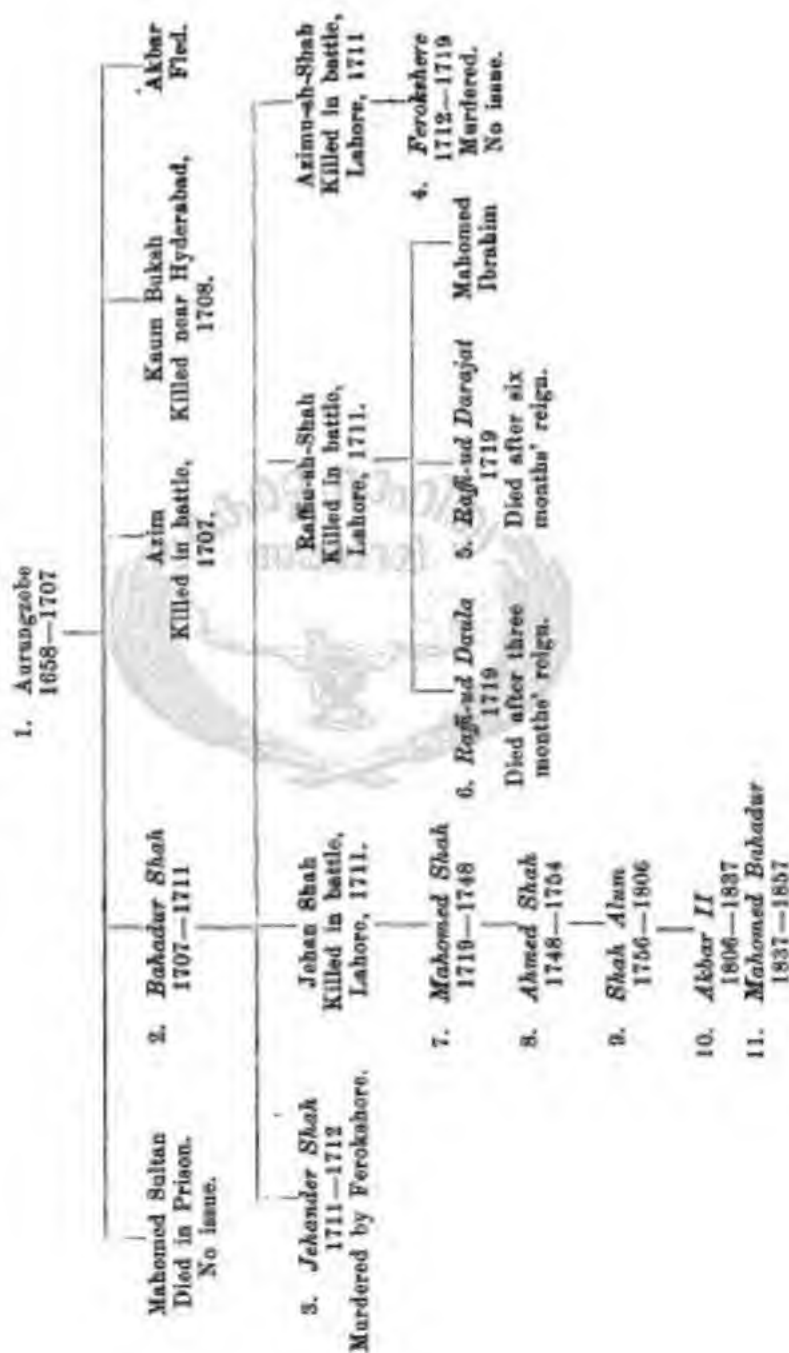 1. Aurungzebe
1658—1707
Mahomed Sultan
Died in Prison.
No issue.
2. Bahadur Shah
1707—1711
Azim
Killed in battle,
1707.
Kaum Buksh
Killed near Hyderabad,
1708.
Akbar
Fled.
3. Jehander Shah
1711—1712
Murdered by Ferokshore.
Jehan Shah
Killed in battle,
Lahore, 1711.
Raffiu-ah-Shah
Killed in battle,
Lahore, 1711.
Azimu-ah-Shah
Killed in battle,
Lahore, 1711
7. Mahomed Shah
1719—1748
6. Raffi-ud Daula
1719
Died after three
months' reign.
5. Raffi-ud Darajat
1719
Died after six
months' reign.
Mahomed
Ibrahim
4. Ferokshere
1712—1719
Murdered.
No issue.
8. Ahmed Shah
1748—1754
9. Shah Alum
1756—1806
10. Akbar II
1806—1837
11. Mahomed Bahadur
1837—1857